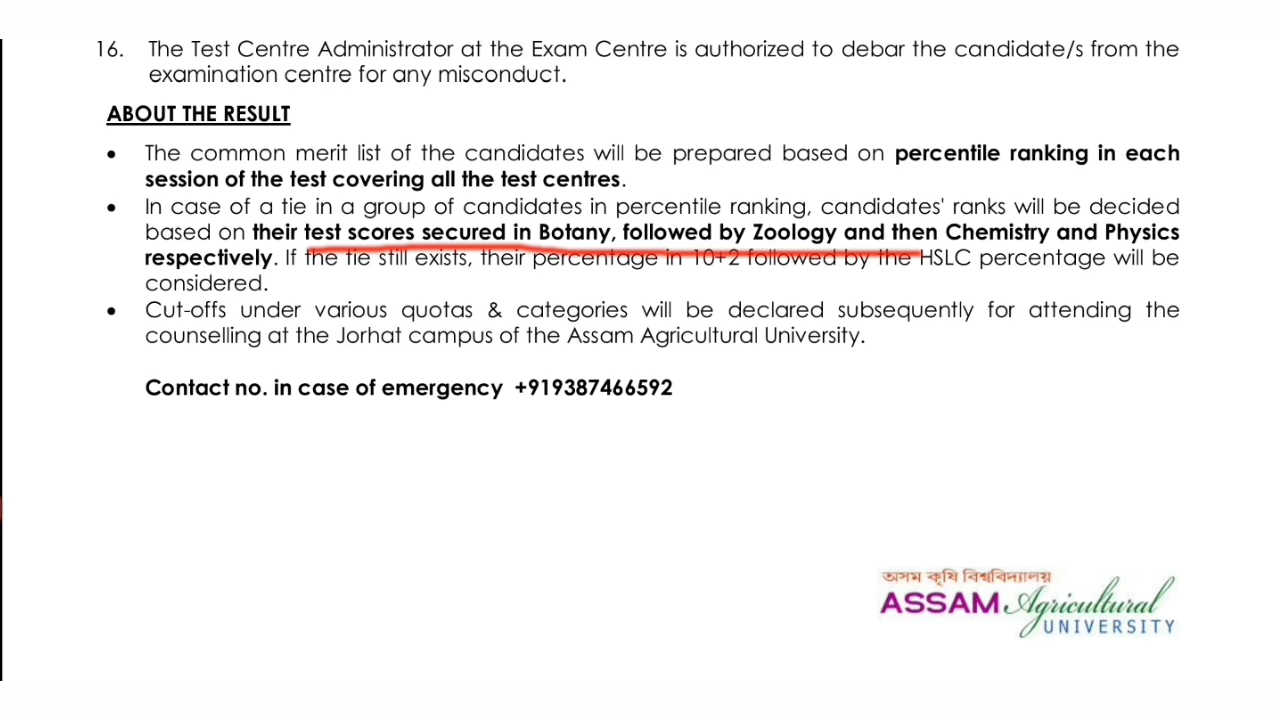 16. The Test Centre Administrator at the Exam Centre is authorized to debar the candidate/s from the
examination centre for any misconduct.
ABOUT THE RESULT
• The common merit list of the candidates will be prepared based on percentile ranking in each
session of the test covering all the test centres.
• In case of a tie in a group of candidates in percentile ranking, candidates' ranks will be decided
based on their test scores secured in Botany, followed by Zoology and then Chemistry and Physics
respectively. If the tie still exists, their percentage in 10+2 followed by the HSLC percentage will be
considered.
• Cut-offs under various quotas & categories will be declared subsequently for attending the
counselling at the Jorhat campus of the Assam Agricultural University.
Contact no. in case of emergency +919387466592
অসম কৃষি বিশ্ববিদ্যালয়
ASSAM Agricultural
UNIVERSITY